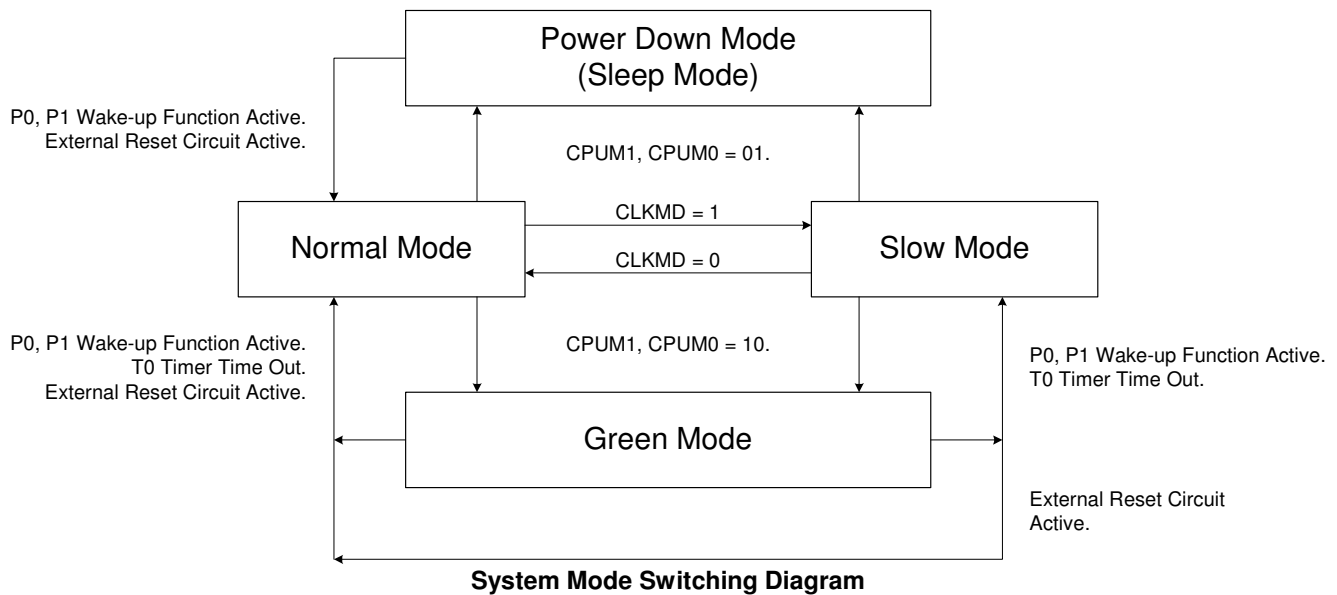 Power Down Mode
(Sleep Mode)
P0, P1 Wake-up Function Active.
External Reset Circuit Active.
CPUM1, CPUM0 = 01.
CLKMD = 1
Normal Mode
Slow Mode
CLKMD = 0
P0, P1 Wake-up Function Active.
T0 Timer Time Out.
External Reset Circuit Active.
CPUM1, CPUM0 = 10.
P0, P1 Wake-up Function Active.
T0 Timer Time Out.
Green Mode
External Reset Circuit
Active.
System Mode Switching Diagram